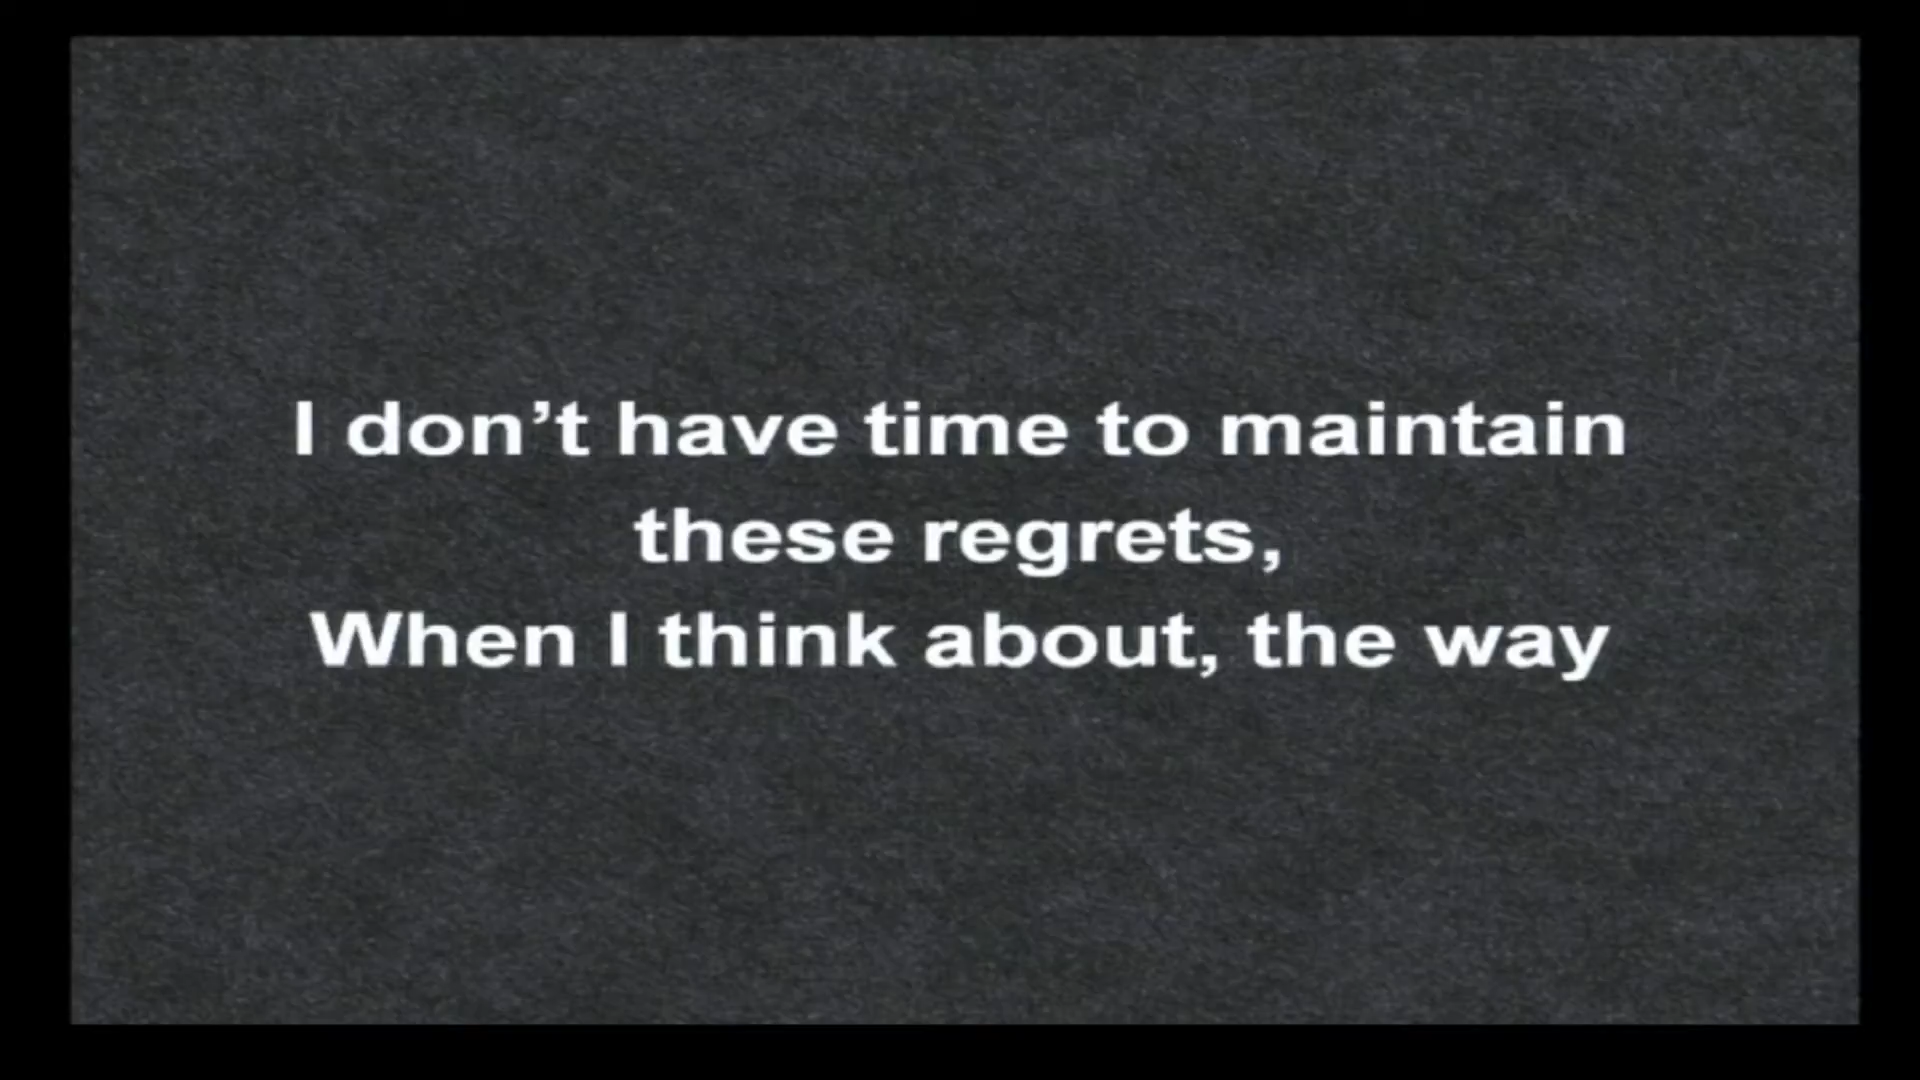 I don’t have time to maintain
these regrets,
When I think about, the way